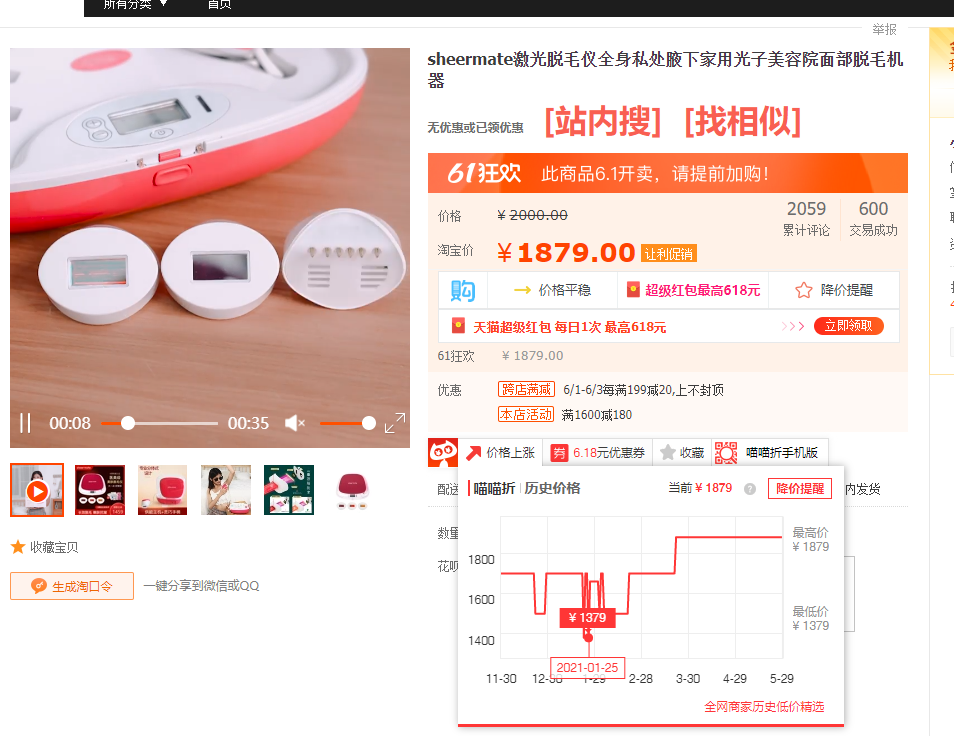 所有分类 ▼ 首页
举报
sheermate激光脱毛仪全身私处腋下家用光子美容院面部脱毛机
器
无优惠或已领优惠 [站内搜] [找相似]
61狂欢 此商品6.1开卖，请提前加购!
价格 ¥ 2000.00
2059 600
累计评论 交易成功
淘宝价 ¥ 1879.00 让利促销
购 价格平稳 超级红包最高618元 降价提醒
天猫超级红包 每日1次 最高618元 >>> 立即领取
61狂欢 ¥ 1879.00
优惠 跨店满减 6/1-6/3每满199减20,上不封顶
本店活动 满1600减180
00:08 00:35
价格上涨 券 6.18元优惠券 收藏 喵喵折手机版
配送 内发货
喵喵折 历史价格 当前 ¥ 1879 ? 降价提醒
数量
最高价
¥ 1879
1800
1600
最低价
¥ 1379
¥ 1379
1400
2021-01-25
11-30 12-30 1-29 2-28 3-30 4-29 5-29
全网商家历史低价精选
收藏宝贝
生成淘口令 一键分享到微信或QQ